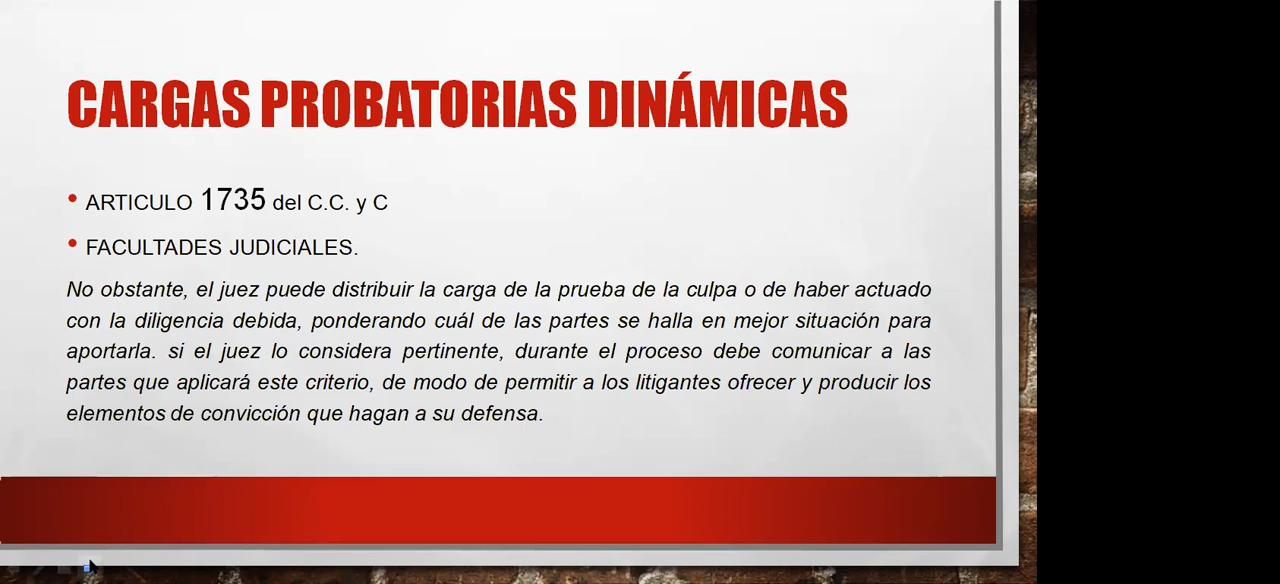 CARGAS PROBATORIAS DINÁMICAS
• ARTICULO 1735 del C.C. y C
• FACULTADES JUDICIALES.
No obstante, el juez puede distribuir la carga de la prueba de la culpa o de haber actuado
con la diligencia debida, ponderando cuál de las partes se halla en mejor situación para
aportarla. si el juez lo considera pertinente, durante el proceso debe comunicar a las
partes que aplicará este criterio, de modo de permitir a los litigantes ofrecer y producir los
elementos de convicción que hagan a su defensa.